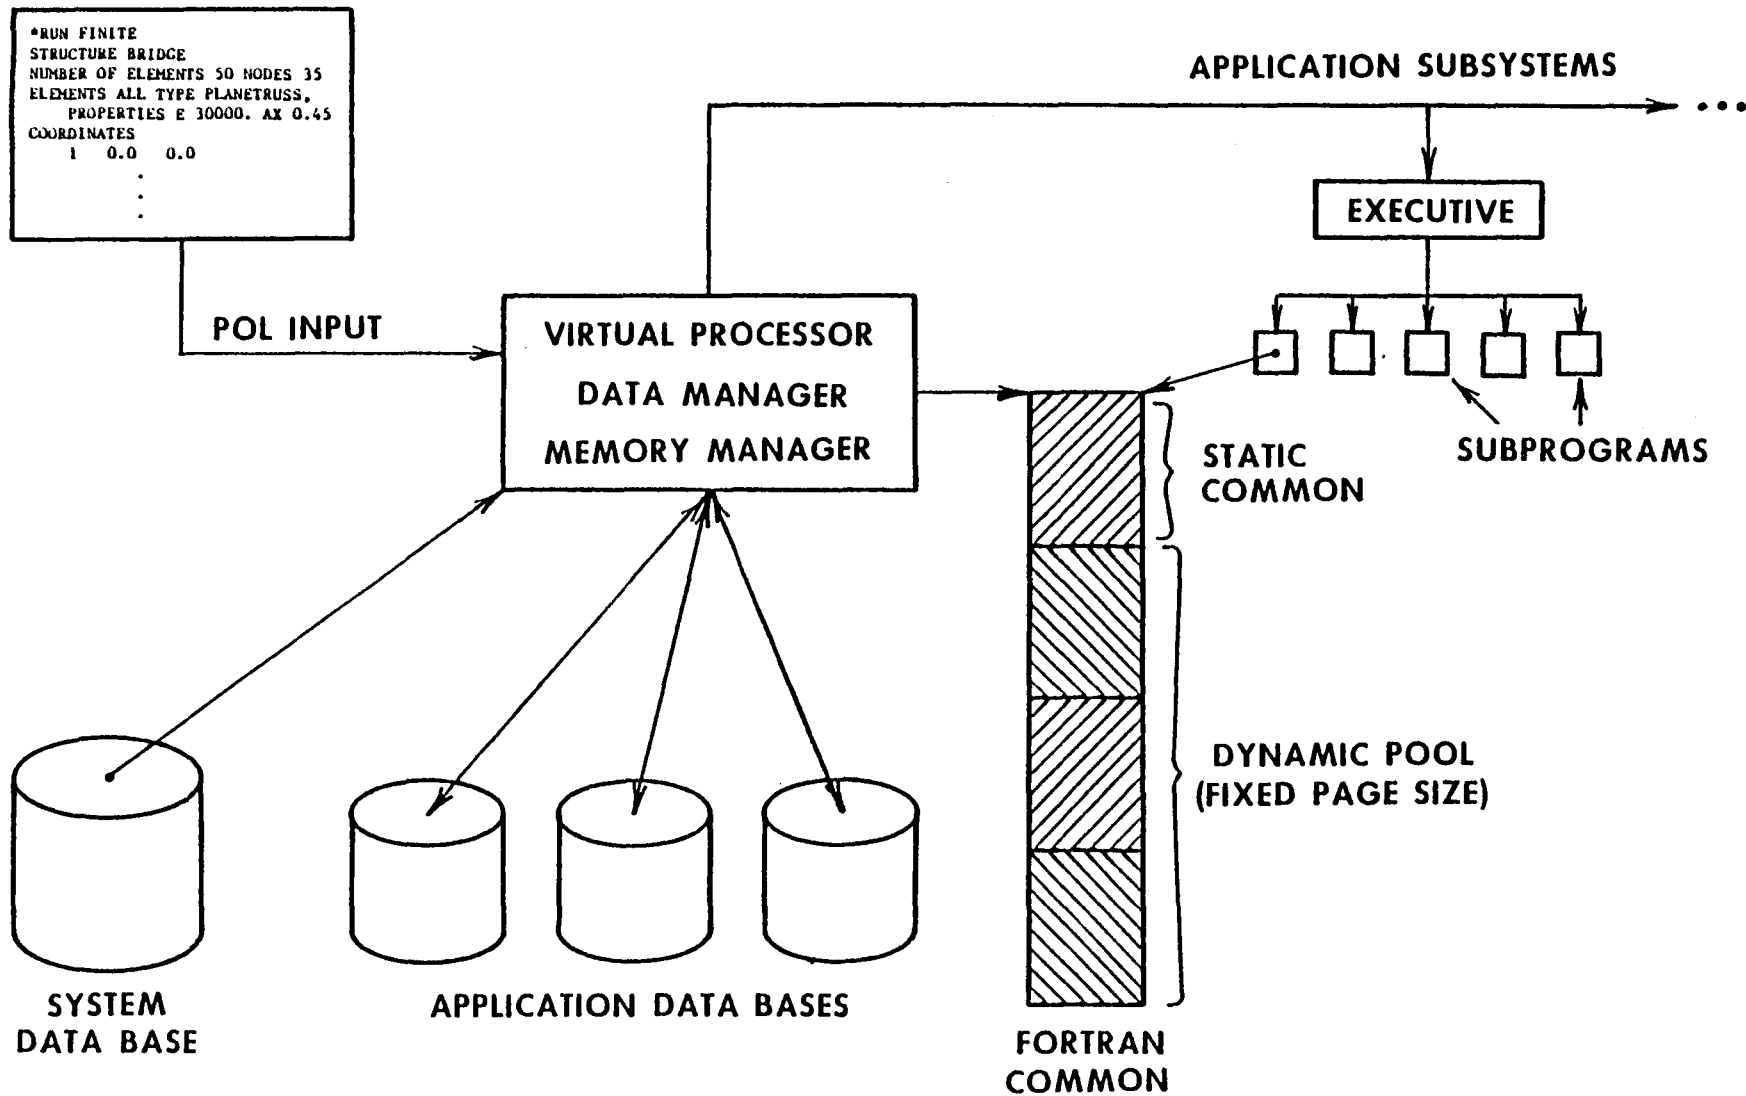 *RUN FINITE
STRUCTURE BRIDGE
NUMBER OF ELEMENTS 50 NODES 35
ELEMENTS ALL TYPE PLANETRUSS,
PROPERTIES E 30000. AX 0.45
COORDINATES
1 0.0 0.0
.
.
.
APPLICATION SUBSYSTEMS
...
EXECUTIVE
POL INPUT
VIRTUAL PROCESSOR
DATA MANAGER
MEMORY MANAGER
SUBPROGRAMS
STATIC
COMMON
DYNAMIC POOL
(FIXED PAGE SIZE)
SYSTEM
DATA BASE
APPLICATION DATA BASES
FORTRAN
COMMON